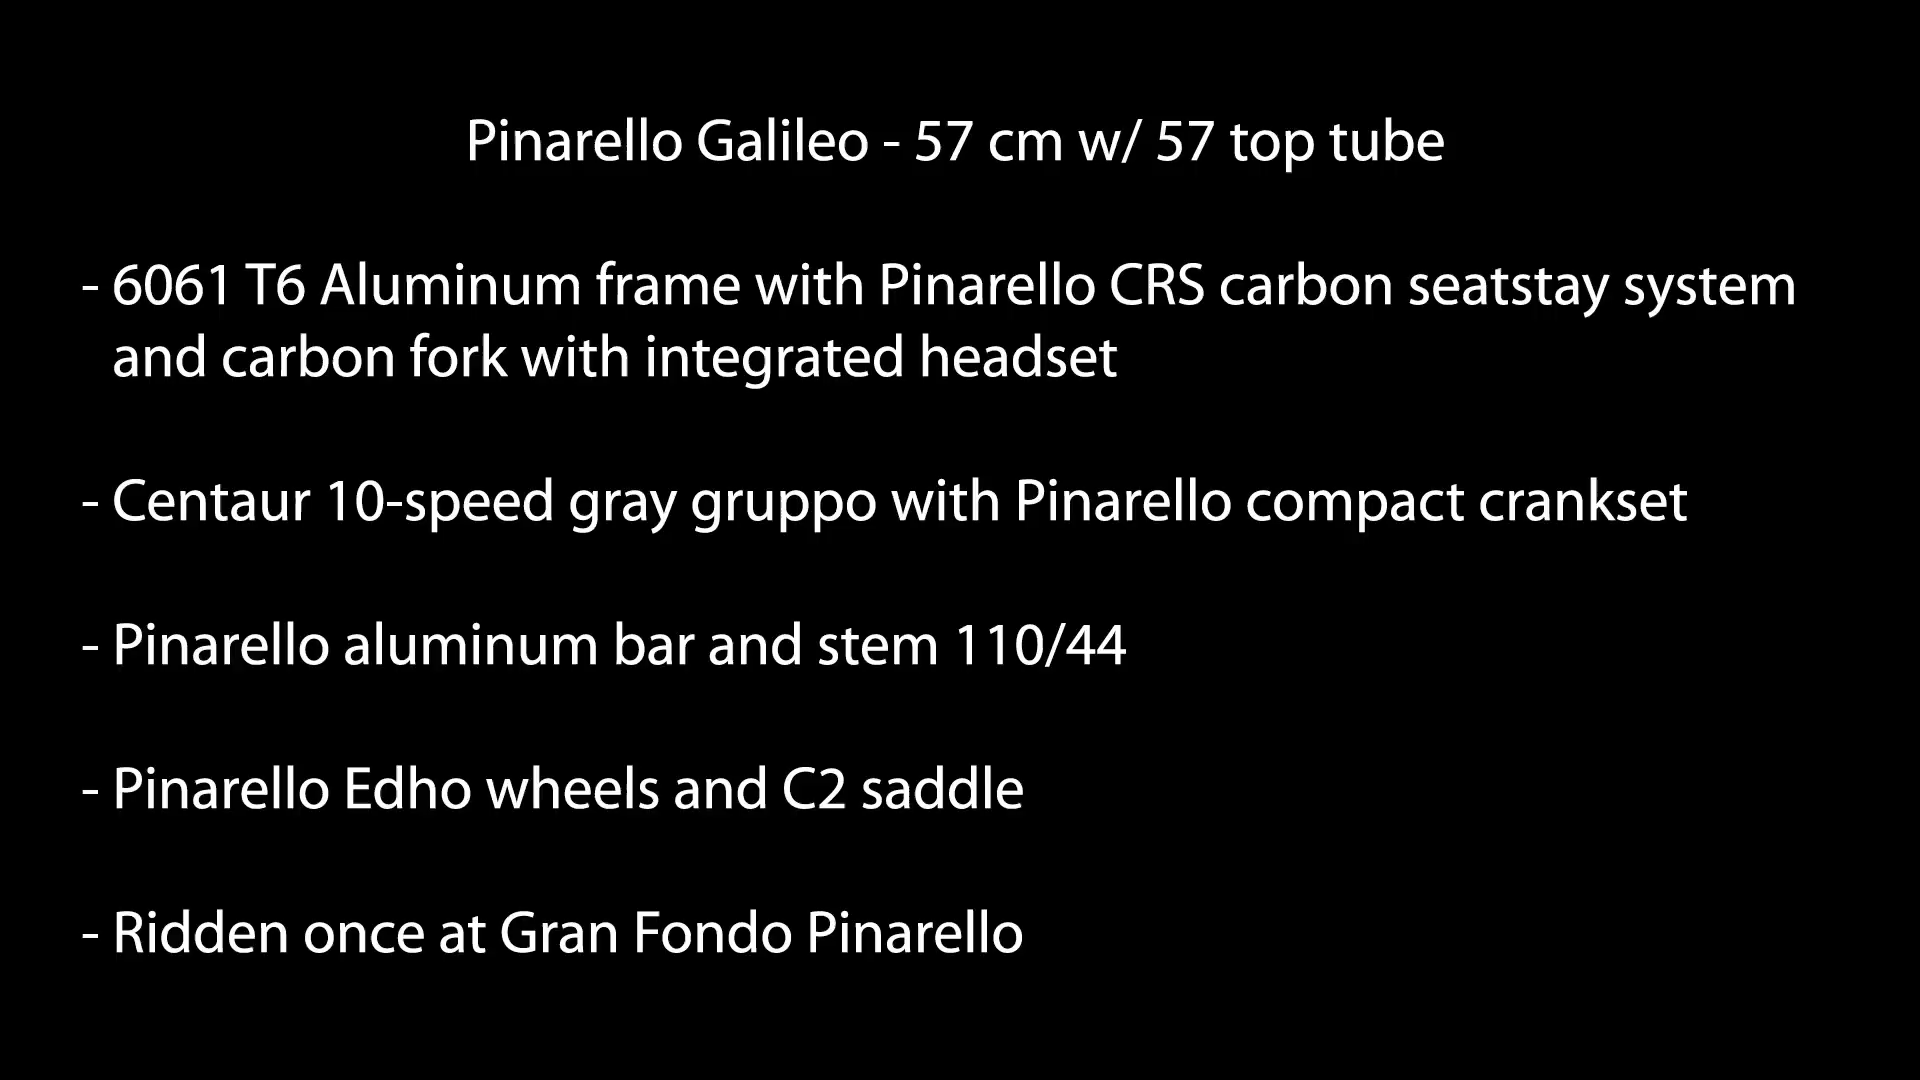 Pinarello Galileo - 57 cm w/ 57 top tube
- 6061 T6 Aluminum frame with Pinarello CRS carbon seatstay system
and carbon fork with integrated headset
- Centaur 10-speed gray gruppo with Pinarello compact crankset
- Pinarello aluminum bar and stem 110/44
- Pinarello Edho wheels and C2 saddle
- Ridden once at Gran Fondo Pinarello